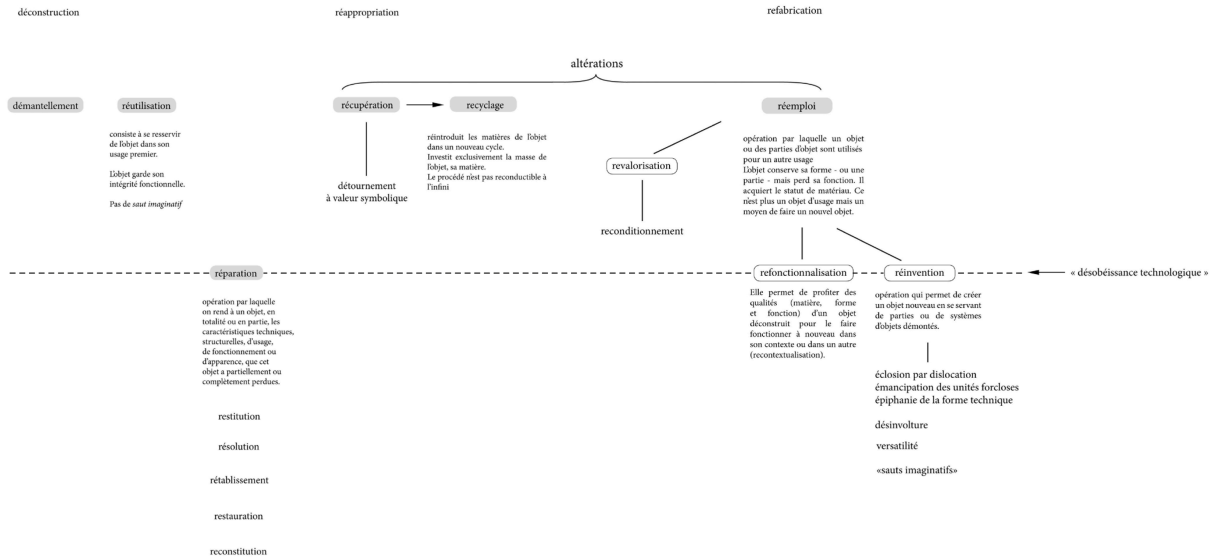 déconstruction
réappropriation
refabrication
altérations
démantellement
réutilisation
récupération
recyclage
réemploi
consiste à se resservir
de l'objet dans son
usage premier.
L'objet garde son
intégrité fonctionnelle.
Pas de saut imaginatif
détournement
à valeur symbolique
réintroduit les matières de l'objet
dans un nouveau cycle.
Investit exclusivement la masse de
l'objet, sa matière.
Le procédé n'est pas reconductible à
l'infini
revalorisation
reconditionnement
opération par laquelle un objet
ou des parties d'objet sont utilisés
pour un autre usage
L'objet conserve sa forme - ou une
partie - mais perd sa fonction. Il
acquiert le statut de matériau. Ce
n'est plus un objet d'usage mais un
moyen de faire un nouvel objet.
réparation
refonctionnalisation
réinvention
« désobéissance technologique »
opération par laquelle
on rend à un objet, en
totalité ou en partie, les
caractéristiques techniques,
structurelles, d'usage,
de fonctionnement ou
d'apparence, que cet
objet a partiellement ou
complètement perdues.
restitution
résolution
rétablissement
restauration
reconstitution
Elle permet de profiter des
qualités (matière, forme
et fonction) d'un objet
déconstruit pour le faire
fonctionner à nouveau dans
son contexte ou dans un autre
(recontextualisation).
opération qui permet de créer
un objet nouveau en se servant
de parties ou de systèmes
d'objets démontés.
éclosion par dislocation
émancipation des unités forcloses
épiphanie de la forme technique
désinvolture
versatilité
«sauts imaginatifs»